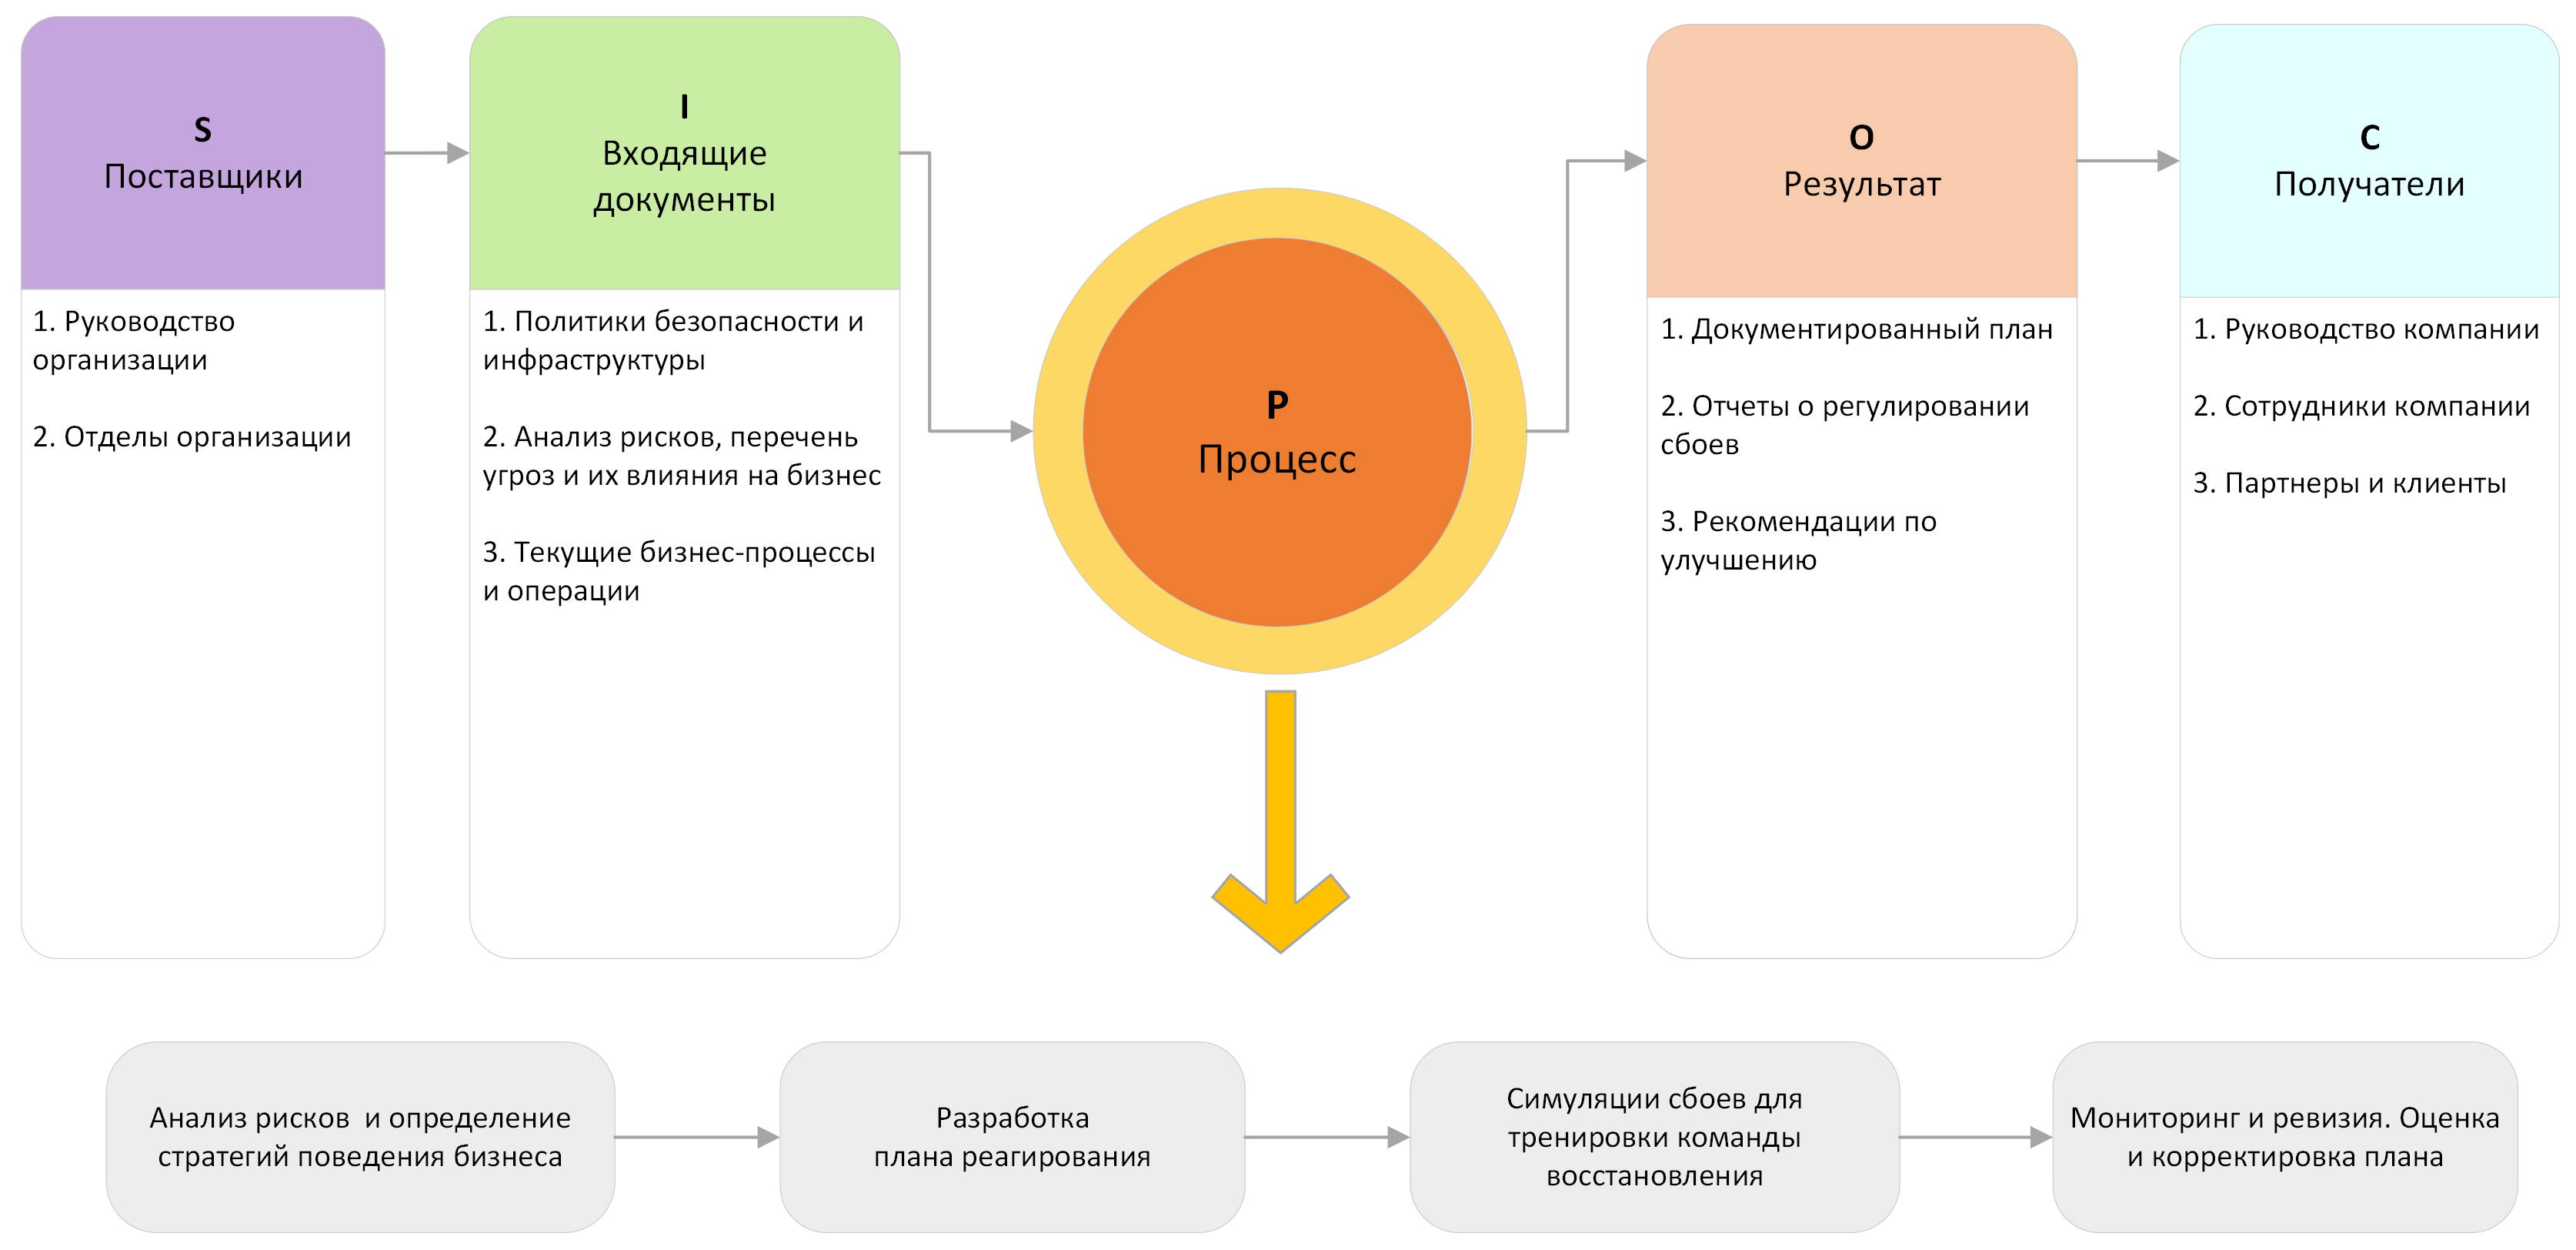 S
Поставщики
1. Руководство
организации
2. Отделы организации
I
Входящие
документы
1. Политики безопасности и
инфраструктуры
2. Анализ рисков, перечень
угроз и их влияния на бизнес
3. Текущие бизнес-процессы
и операции
P
Процесс
O
Результат
1. Документированный план
2. Отчеты о регулировании
сбоев
3. Рекомендации по
улучшению
C
Получатели
1. Руководство компании
2. Сотрудники компании
3. Партнеры и клиенты
Анализ рисков  и определение
стратегий поведения бизнеса
Разработка
плана реагирования
Симуляции сбоев для
тренировки команды
восстановления
Мониторинг и ревизия. Оценка
и корректировка плана